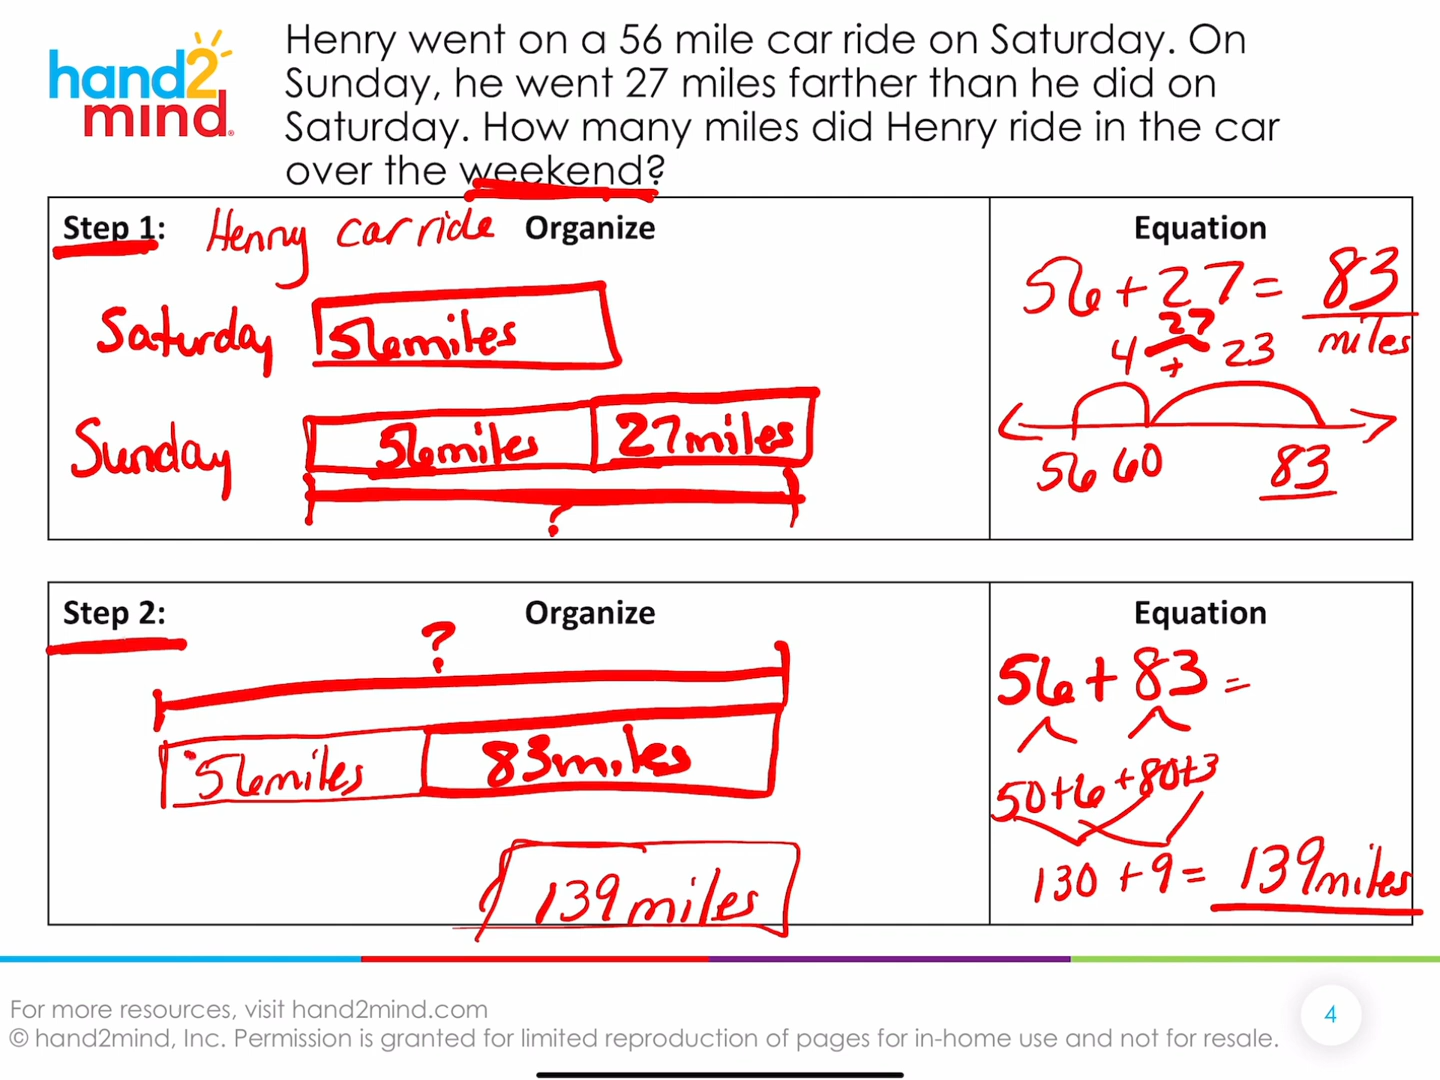 hand2
mind
Henry went on a 56 mile car ride on Saturday. On
Sunday, he went 27 miles farther than he did on
Saturday. How many miles did Henry ride in the car
over the weekend?
Step 1: Henry car ride Organize
Saturday 56 miles
Sunday 56 miles 27 miles
?
Equation
56 + 27 = 83
miles
27
4 + 23
56 60 83
Step 2: Organize
?
56 miles 83 miles
139 miles
Equation
56 + 83 =
50 + 6 + 80 + 3
130 + 9 = 139 miles
For more resources, visit hand2mind.com
© hand2mind, Inc. Permission is granted for limited reproduction of pages for in-home use and not for resale.
4